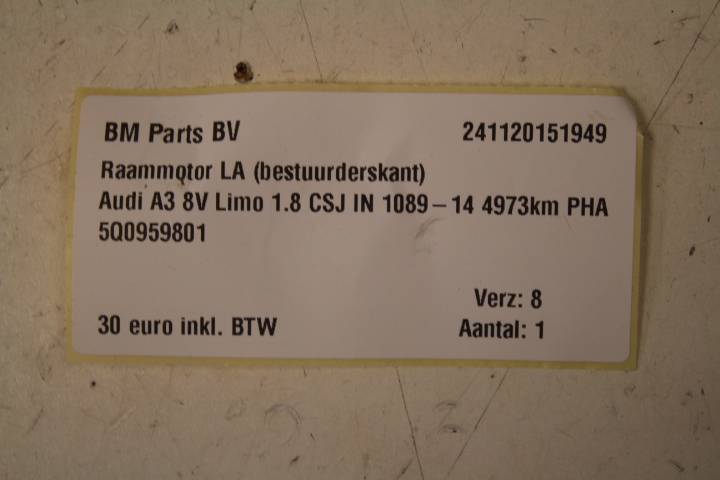 BM Parts BV 241120151949
Raammotor LA (bestuurderskant)
Audi A3 8V Limo 1.8 CSJ IN 1089-14 4973km PHA
5Q0959801
Verz: 8
30 euro inkl. BTW Aantal: 1